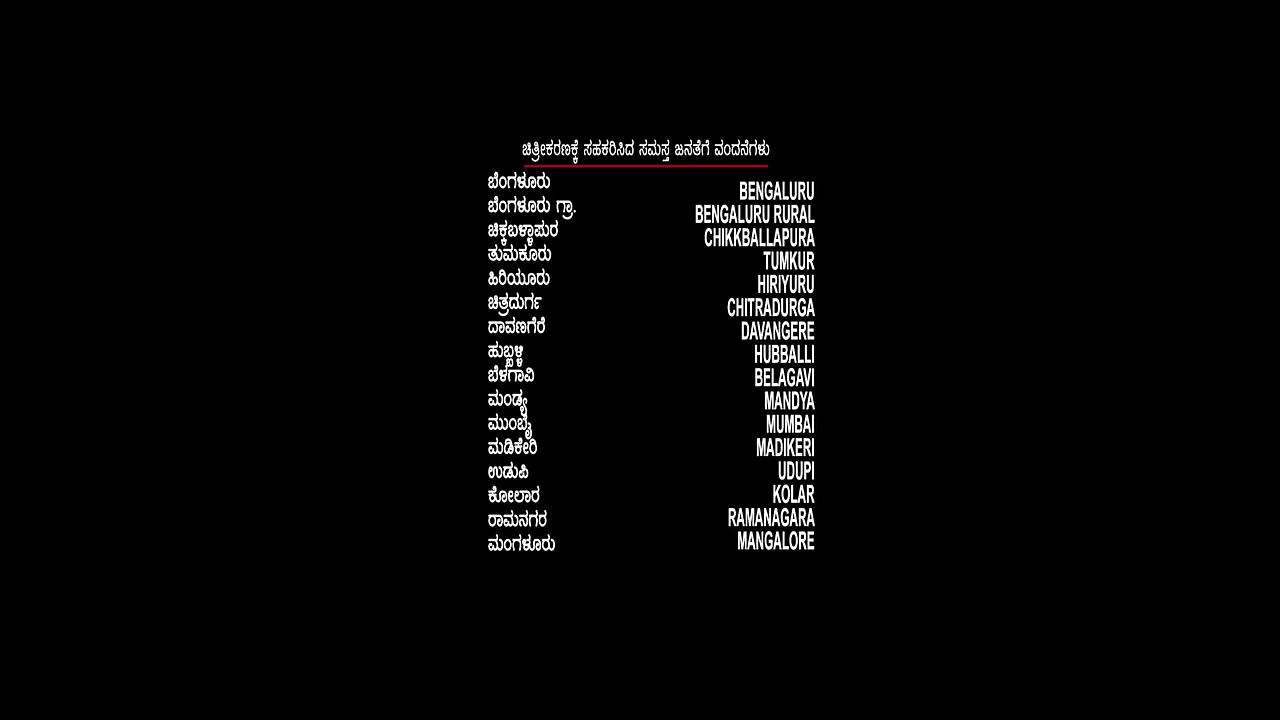 ಚಿತ್ರೀಕರಣಕ್ಕೆ ಸಹಕರಿಸಿದ ಸಮಸ್ತ ಜನತೆಗೆ ವಂದನೆಗಳು
ಬೆಂಗಳೂರು BENGALURU
ಬೆಂಗಳೂರು ಗ್ರಾ. BENGALURU RURAL
ಚಿಕ್ಕಬಳ್ಳಾಪುರ CHIKKBALLAPURA
ತುಮಕೂರು TUMKUR
ಹಿರಿಯೂರು HIRIYURU
ಚಿತ್ರದುರ್ಗ CHITRADURGA
ದಾವಣಗೆರೆ DAVANGERE
ಹುಬ್ಬಳ್ಳಿ HUBBALLI
ಬೆಳಗಾವಿ BELAGAVI
ಮಂಡ್ಯ MANDYA
ಮುಂಬೈ MUMBAI
ಮಡಿಕೇರಿ MADIKERI
ಉಡುಪಿ UDUPI
ಕೋಲಾರ KOLAR
ರಾಮನಗರ RAMANAGARA
ಮಂಗಳೂರು MANGALORE